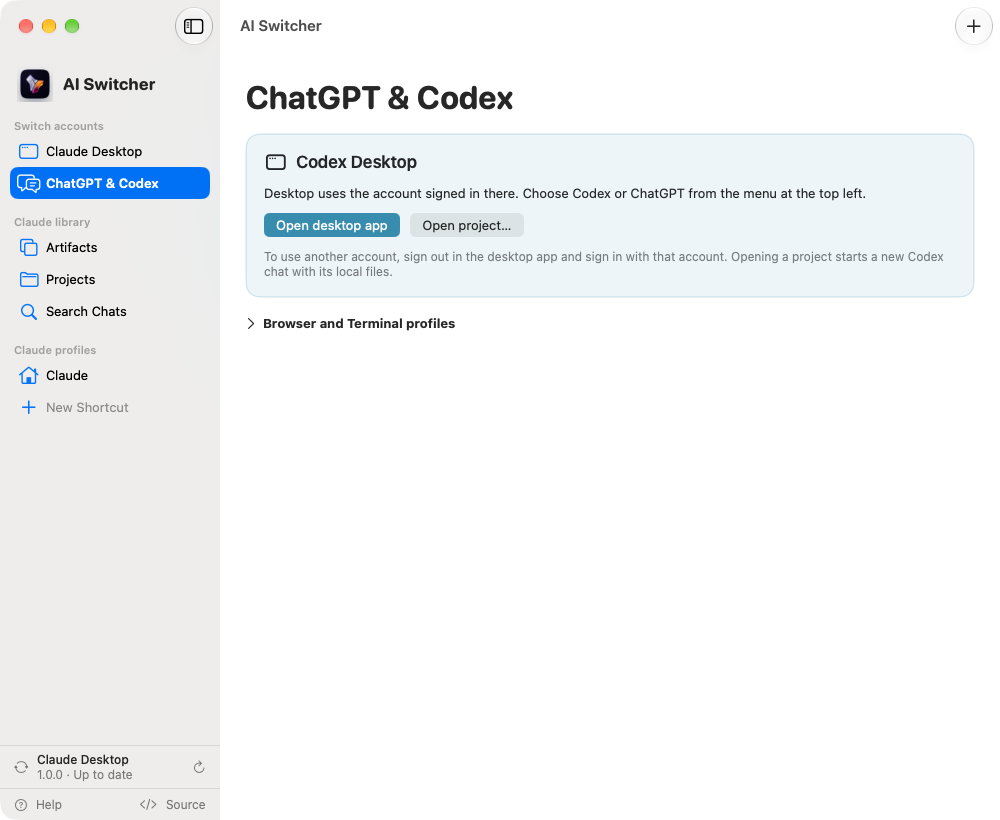 AI Switcher
AI Switcher
Switch accounts
Claude Desktop
ChatGPT & Codex
Claude library
Artifacts
Projects
Search Chats
Claude profiles
Claude
New Shortcut
Claude Desktop
1.0.0 · Up to date
Help
</> Source
ChatGPT & Codex
Codex Desktop
Desktop uses the account signed in there. Choose Codex or ChatGPT from the menu at the top left.
Open desktop app
Open project...
To use another account, sign out in the desktop app and sign in with that account. Opening a project starts a new Codex
chat with its local files.
Browser and Terminal profiles